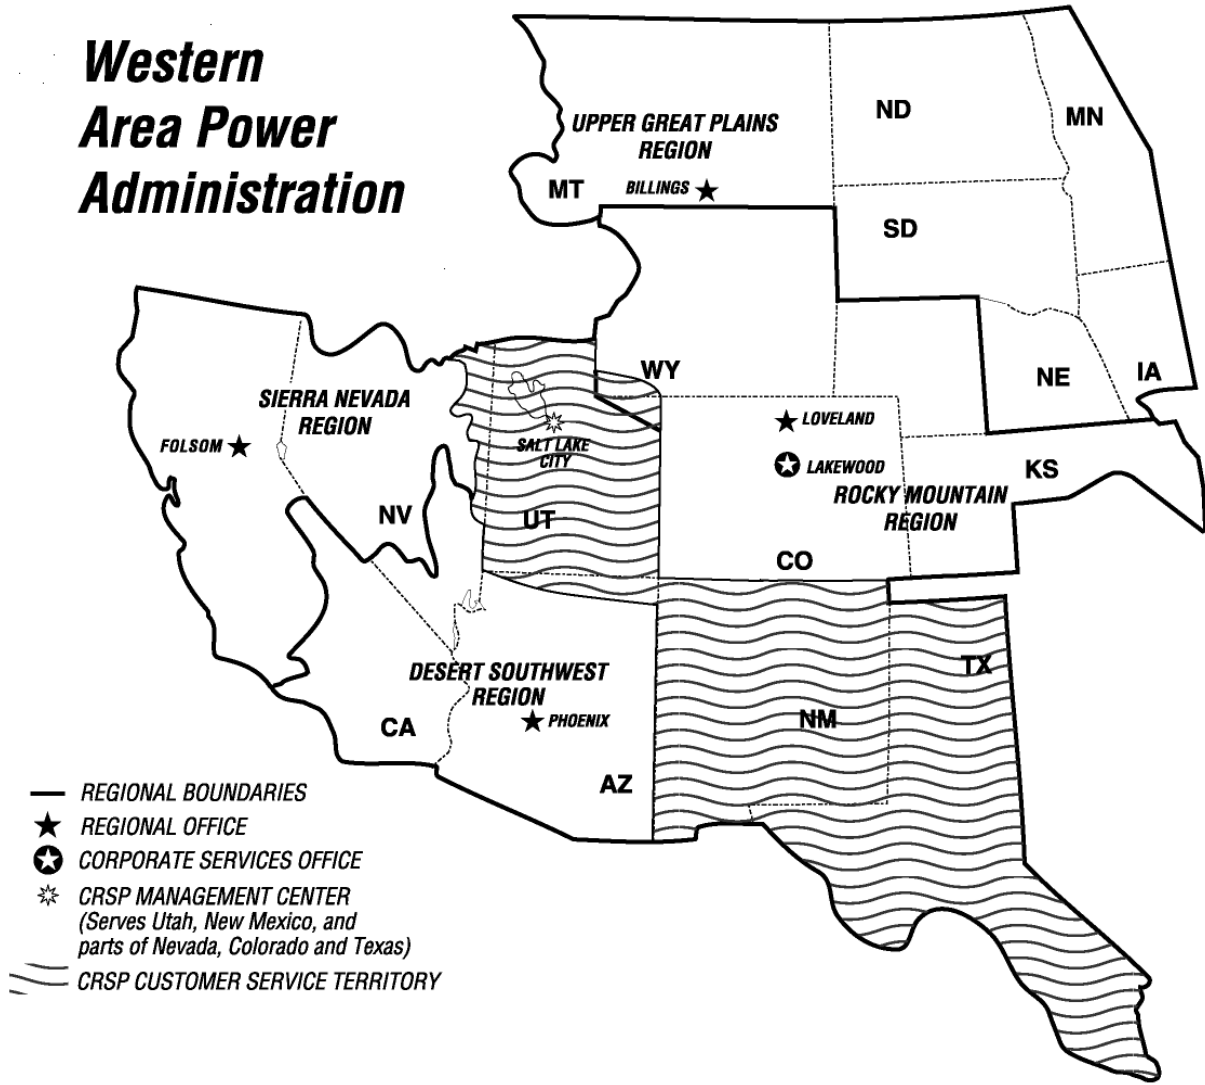 Western
Area Power
Administration
UPPER GREAT PLAINS
REGION
ND
MN
MT
BILLINGS
SD
WY
NE
IA
SIERRA NEVADA
REGION
FOLSOM
SALT LAKE
CITY
LOVELAND
LAKEWOOD
KS
ROCKY MOUNTAIN
REGION
NV
UT
CO
DESERT SOUTHWEST
REGION
PHOENIX
TX
NM
CA
AZ
REGIONAL BOUNDARIES
REGIONAL OFFICE
CORPORATE SERVICES OFFICE
CRSP MANAGEMENT CENTER
(Serves Utah, New Mexico, and
parts of Nevada, Colorado and Texas)
CRSP CUSTOMER SERVICE TERRITORY